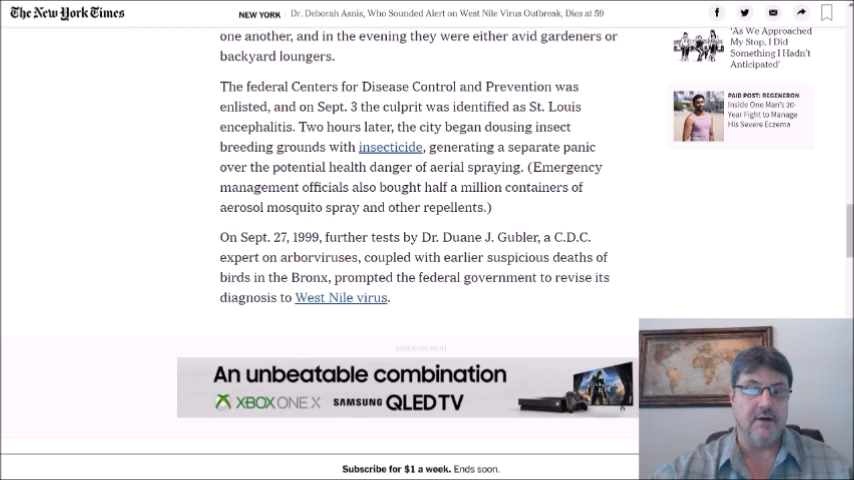 The New York Times
NEW YORK | Dr. Deborah Asnis, Who Sounded Alert on West Nile Virus Outbreak, Dies at 59
one another, and in the evening they were either avid gardeners or
backyard loungers.
The federal Centers for Disease Control and Prevention was
enlisted, and on Sept. 3 the culprit was identified as St. Louis
encephalitis. Two hours later, the city began dousing insect
breeding grounds with insecticide, generating a separate panic
over the potential health danger of aerial spraying. (Emergency
management officials also bought half a million containers of
aerosol mosquito spray and other repellents.)
On Sept. 27, 1999, further tests by Dr. Duane J. Gubler, a C.D.C.
expert on arborviruses, coupled with earlier suspicious deaths of
birds in the Bronx, prompted the federal government to revise its
diagnosis to West Nile virus.
'As We Approached
My Stop, I Did
Something I Hadn't
Anticipated'
PAID POST: REGENERON
Inside One Man's 30-
Year Fight to Manage
His Severe Eczema
ADVERTISEMENT
An unbeatable combination
XBOX ONE X SAMSUNG QLED TV
Subscribe for $1 a week. Ends soon.